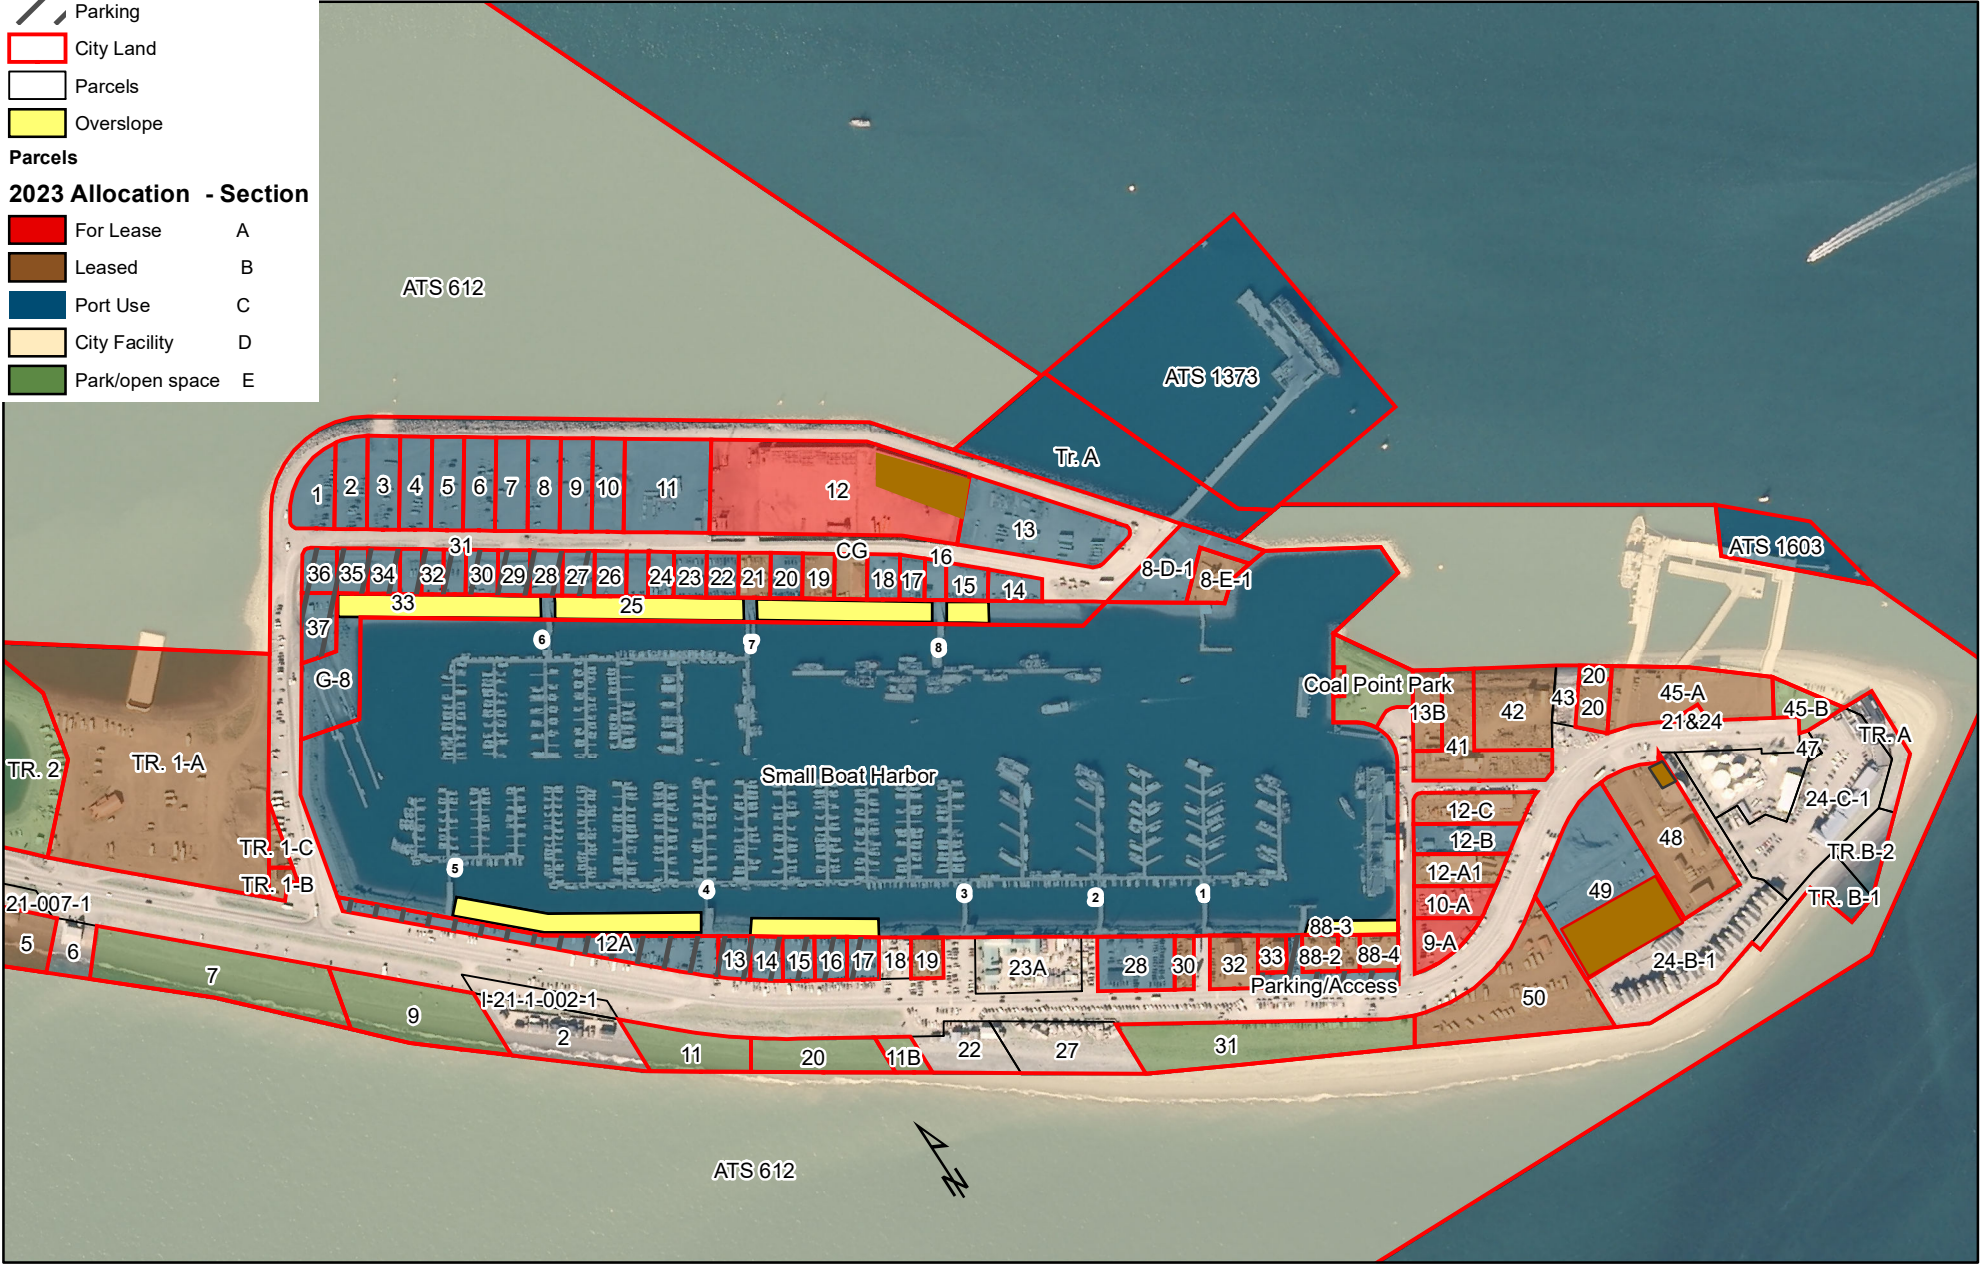 Parking
City Land
Parcels
Overslope
Parcels
2023 Allocation - Section
For Lease A
Leased B
Port Use C
City Facility D
Park/open space E
ATS 612
ATS 1373
Tr. A
ATS 1603
1 2 3 4 5 6 7 8 9 10 11 12 13
31 CG 16
36 35 34 32 30 29 28 27 26 24 23 22 21 20 19 18 17 15 14
8-D-1 8-E-1
33 25
37
6 7 8
G-8
Coal Point Park
13B 42 43 20 20 45-A 45-B
21&24
41 47 TR. A
TR. 2 TR. 1-A
Small Boat Harbor
24-C-1
12-C
12-B
48
TR. 1-C
TR.B-2
5 4 3 2 1
12-A1
TR. 1-B
49
TR. B-1
21-007-1
10-A
88-3
5 6 12A
9-A
13 14 15 16 17 18 19 23A 28 30 32 33 88-2 88-4
24-B-1
7
Parking/Access
50
I-21-1-002-1
9 2 11 20 11B 22 27 31
ATS 612
N